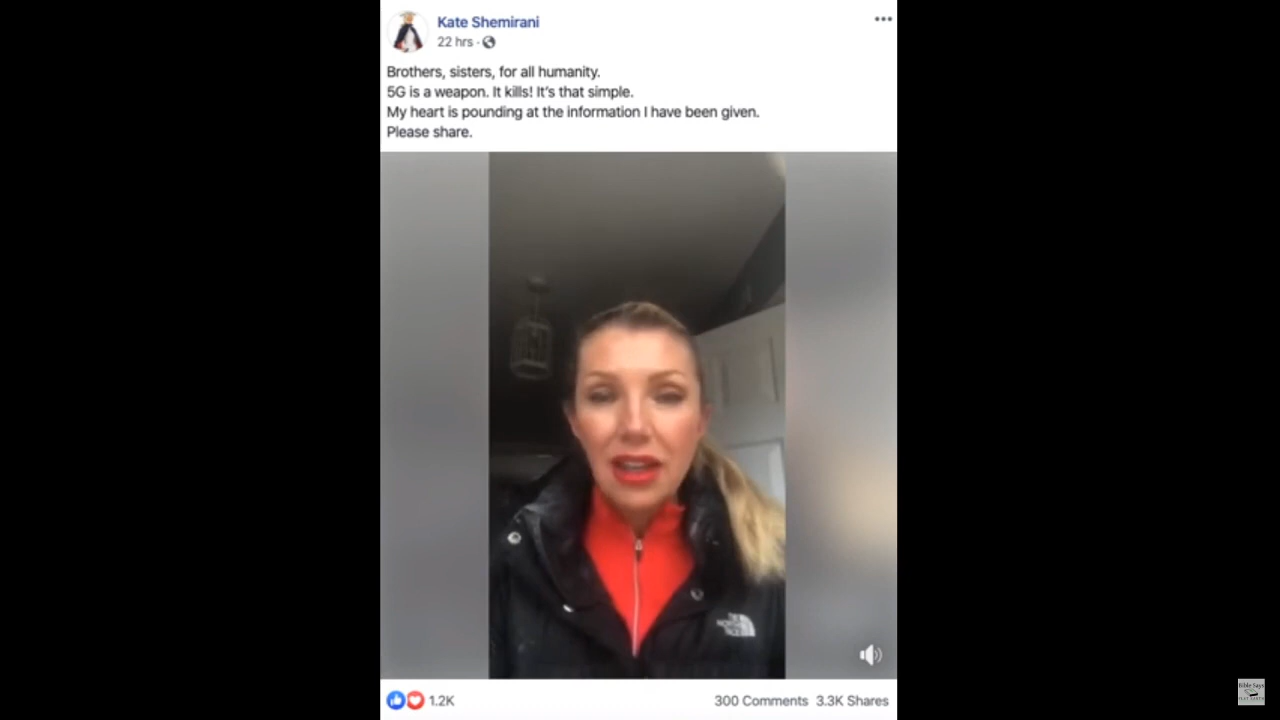 Kate Shemirani
22 hrs ·
Brothers, sisters, for all humanity.
5G is a weapon. It kills! It's that simple.
My heart is pounding at the information I have been given.
Please share.
THE
NORTH
FACE
1.2K
300 Comments 3.3K Shares
Bible Says